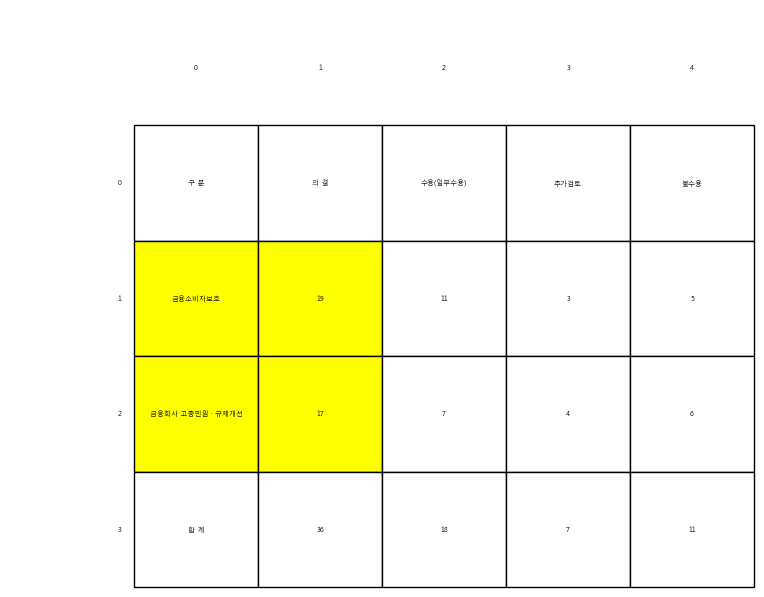 0 1 2 3 4
0 구 분 의 결 수용(일부수용) 추가검토 불수용
1 금융소비자보호 19 11 3 5
2 금융회사 고충민원·규제개선 17 7 4 6
3 합 계 36 18 7 11